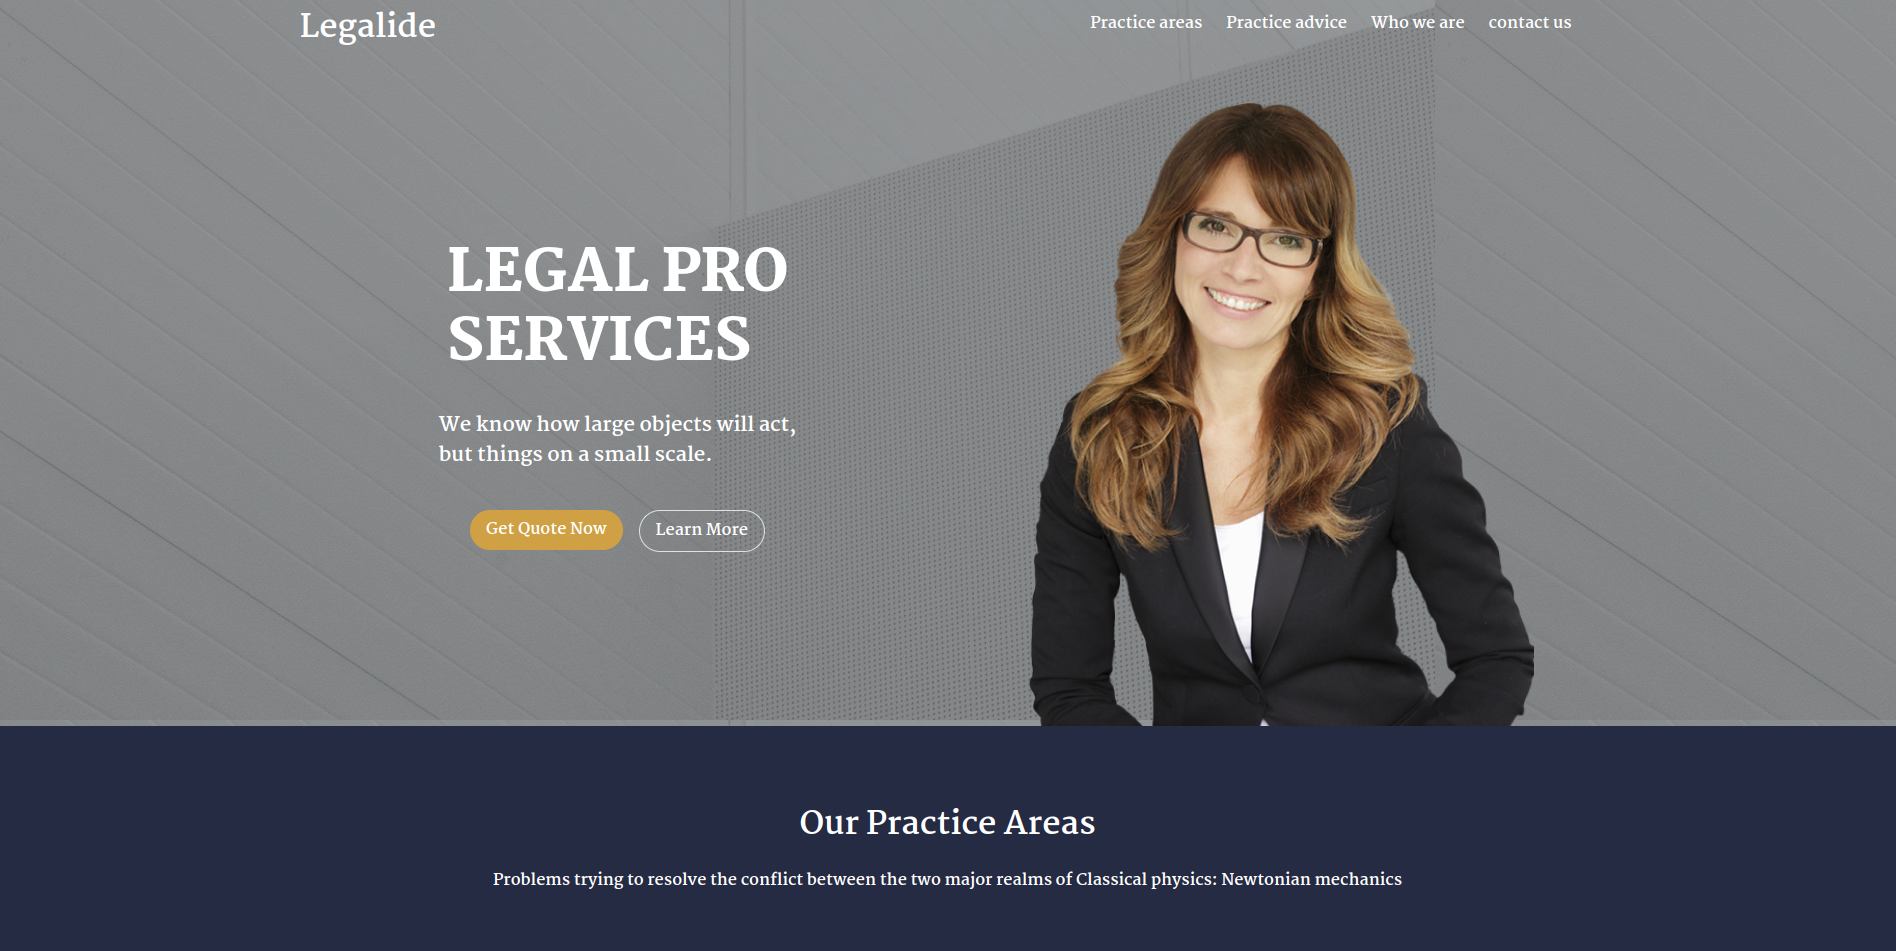 Legalide
Practice areas Practice advice Who we are contact us
LEGAL PRO
SERVICES
We know how large objects will act,
but things on a small scale.
Get Quote Now Learn More
Our Practice Areas
Problems trying to resolve the conflict between the two major realms of Classical physics: Newtonian mechanics